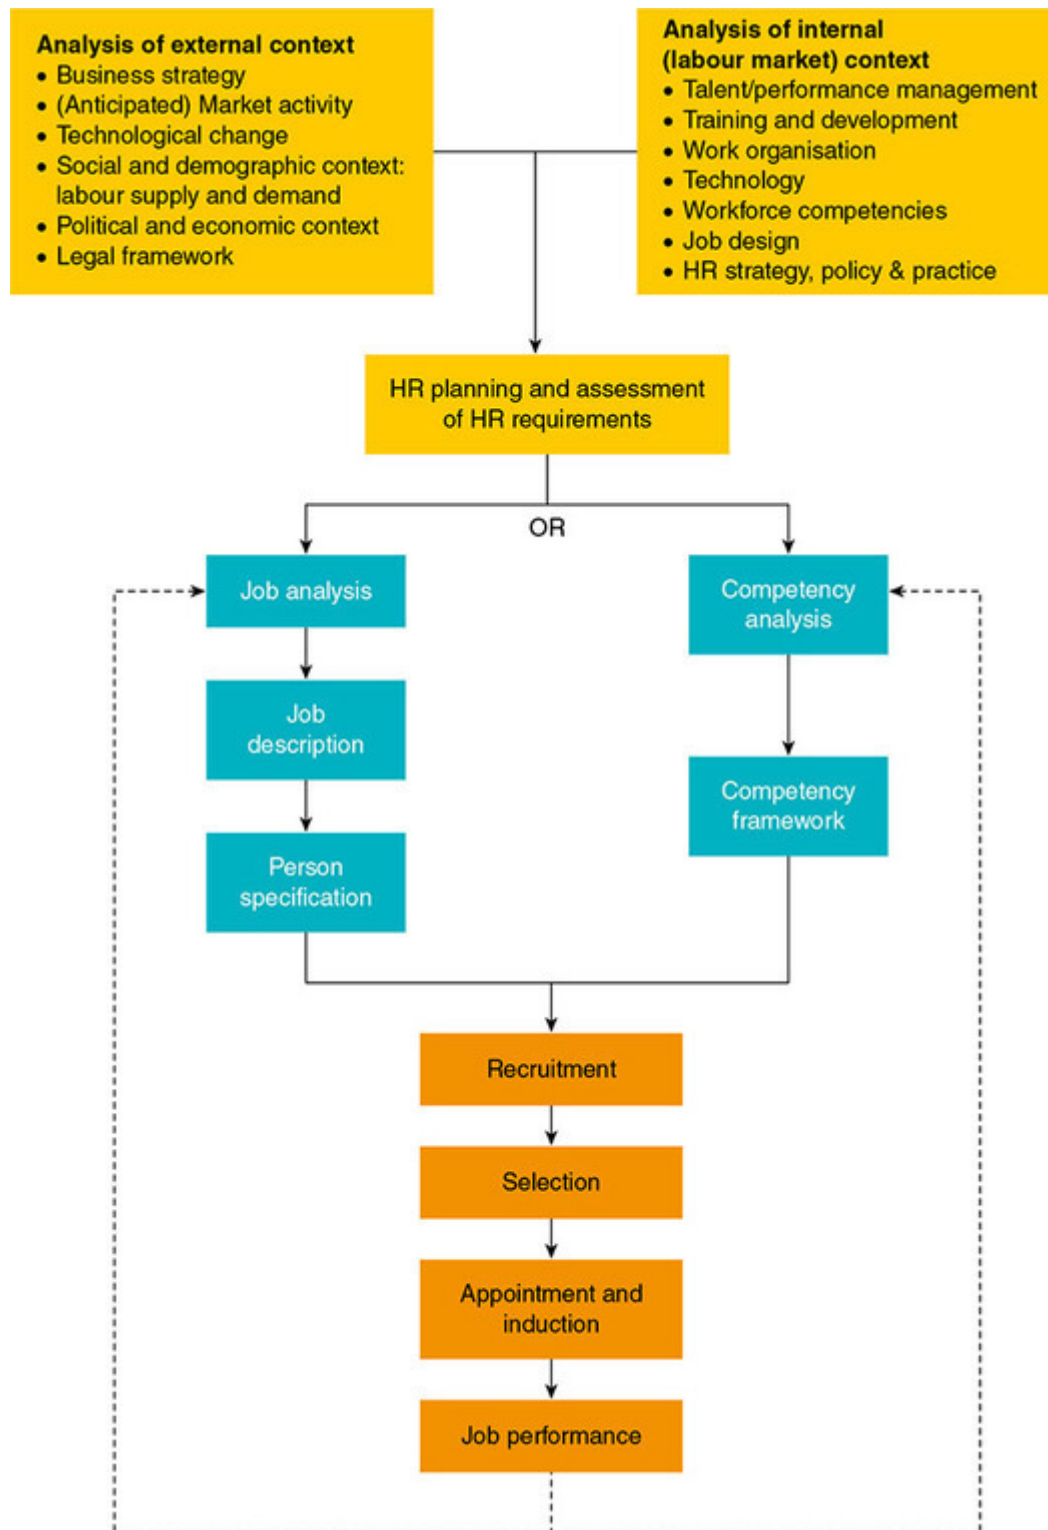 Analysis of external context
• Business strategy
• (Anticipated) Market activity
• Technological change
• Social and demographic context:
labour supply and demand
• Political and economic context
• Legal framework
Analysis of internal
(labour market) context
• Talent/performance management
• Training and development
• Work organisation
• Technology
• Workforce competencies
• Job design
• HR strategy, policy & practice
HR planning and assessment
of HR requirements
OR
Job analysis
Competency
analysis
Job
description
Competency
framework
Person
specification
Recruitment
Selection
Appointment and
induction
Job performance